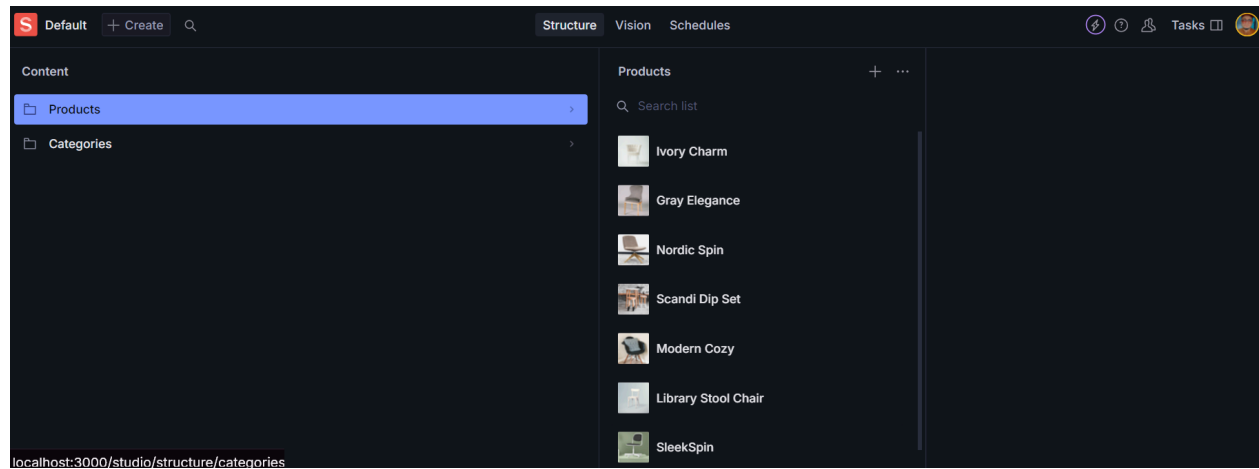 S Default + Create Structure Vision Schedules Tasks
Content
Products
Categories
Products
Search list
Ivory Charm
Gray Elegance
Nordic Spin
Scandi Dip Set
Modern Cozy
Library Stool Chair
SleekSpin
localhost:3000/studio/structure/categories